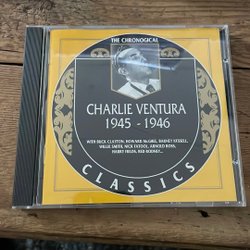 THE CHRONOGICAL
CHARLIE VENTURA
1945 - 1946
WITH BUCK CLAYTON, HOWARD McGHEE, BARNEY KESSEL,
WILLIE SMITH, NICK FATOOL, ARNOLD ROSS,
HARRY FIELDS, RED RODNEY...
CLASSICS